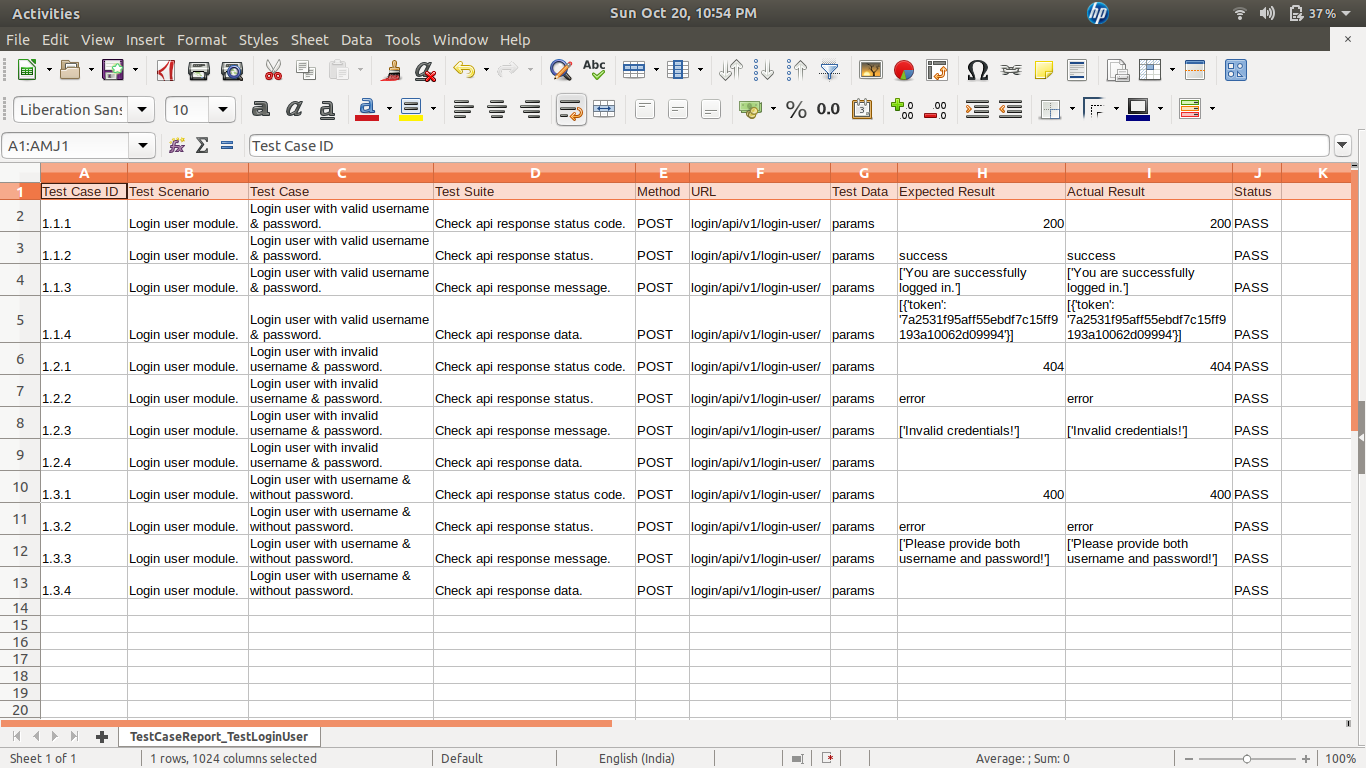 Activities Sun Oct 20, 10:54 PM hp 37 %
File Edit View Insert Format Styles Sheet Data Tools Window Help
Abc
Liberation Sans 10 a a a a % 0.0 .00 .00
A1:AMJ1 Test Case ID
A B C D E F G H I J K
1 Test Case ID Test Scenario Test Case Test Suite Method URL Test Data Expected Result Actual Result Status
2 1.1.1 Login user module. Login user with valid username & password. Check api response status code. POST login/api/v1/login-user/ params 200 200 PASS
3 1.1.2 Login user module. Login user with valid username & password. Check api response status. POST login/api/v1/login-user/ params success success PASS
4 1.1.3 Login user module. Login user with valid username & password. Check api response message. POST login/api/v1/login-user/ params ['You are successfully logged in.'] ['You are successfully logged in.'] PASS
5 1.1.4 Login user module. Login user with valid username & password. Check api response data. POST login/api/v1/login-user/ params [{'token': '7a2531f95aff55ebdf7c15ff9193a10062d09994'}] [{'token': '7a2531f95aff55ebdf7c15ff9193a10062d09994'}] PASS
6 1.2.1 Login user module. Login user with invalid username & password. Check api response status code. POST login/api/v1/login-user/ params 404 404 PASS
7 1.2.2 Login user module. Login user with invalid username & password. Check api response status. POST login/api/v1/login-user/ params error error PASS
8 1.2.3 Login user module. Login user with invalid username & password. Check api response message. POST login/api/v1/login-user/ params ['Invalid credentials!'] ['Invalid credentials!'] PASS
9 1.2.4 Login user module. Login user with invalid username & password. Check api response data. POST login/api/v1/login-user/ params PASS
10 1.3.1 Login user module. Login user with username & without password. Check api response status code. POST login/api/v1/login-user/ params 400 400 PASS
11 1.3.2 Login user module. Login user with username & without password. Check api response status. POST login/api/v1/login-user/ params error error PASS
12 1.3.3 Login user module. Login user with username & without password. Check api response message. POST login/api/v1/login-user/ params ['Please provide both username and password!'] ['Please provide both username and password!'] PASS
13 1.3.4 Login user module. Login user with username & without password. Check api response data. POST login/api/v1/login-user/ params PASS
14
15
16
17
18
19
20
TestCaseReport_TestLoginUser
Sheet 1 of 1 1 rows, 1024 columns selected Default English (India) Average: ; Sum: 0 100%